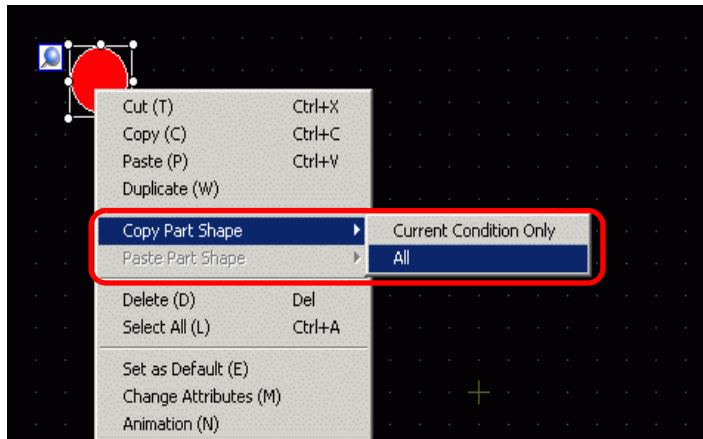 Cut (T) Ctrl+X
Copy (C) Ctrl+C
Paste (P) Ctrl+V
Duplicate (W)
Copy Part Shape Current Condition Only
Paste Part Shape All
Delete (D) Del
Select All (L) Ctrl+A
Set as Default (E)
Change Attributes (M)
Animation (N)